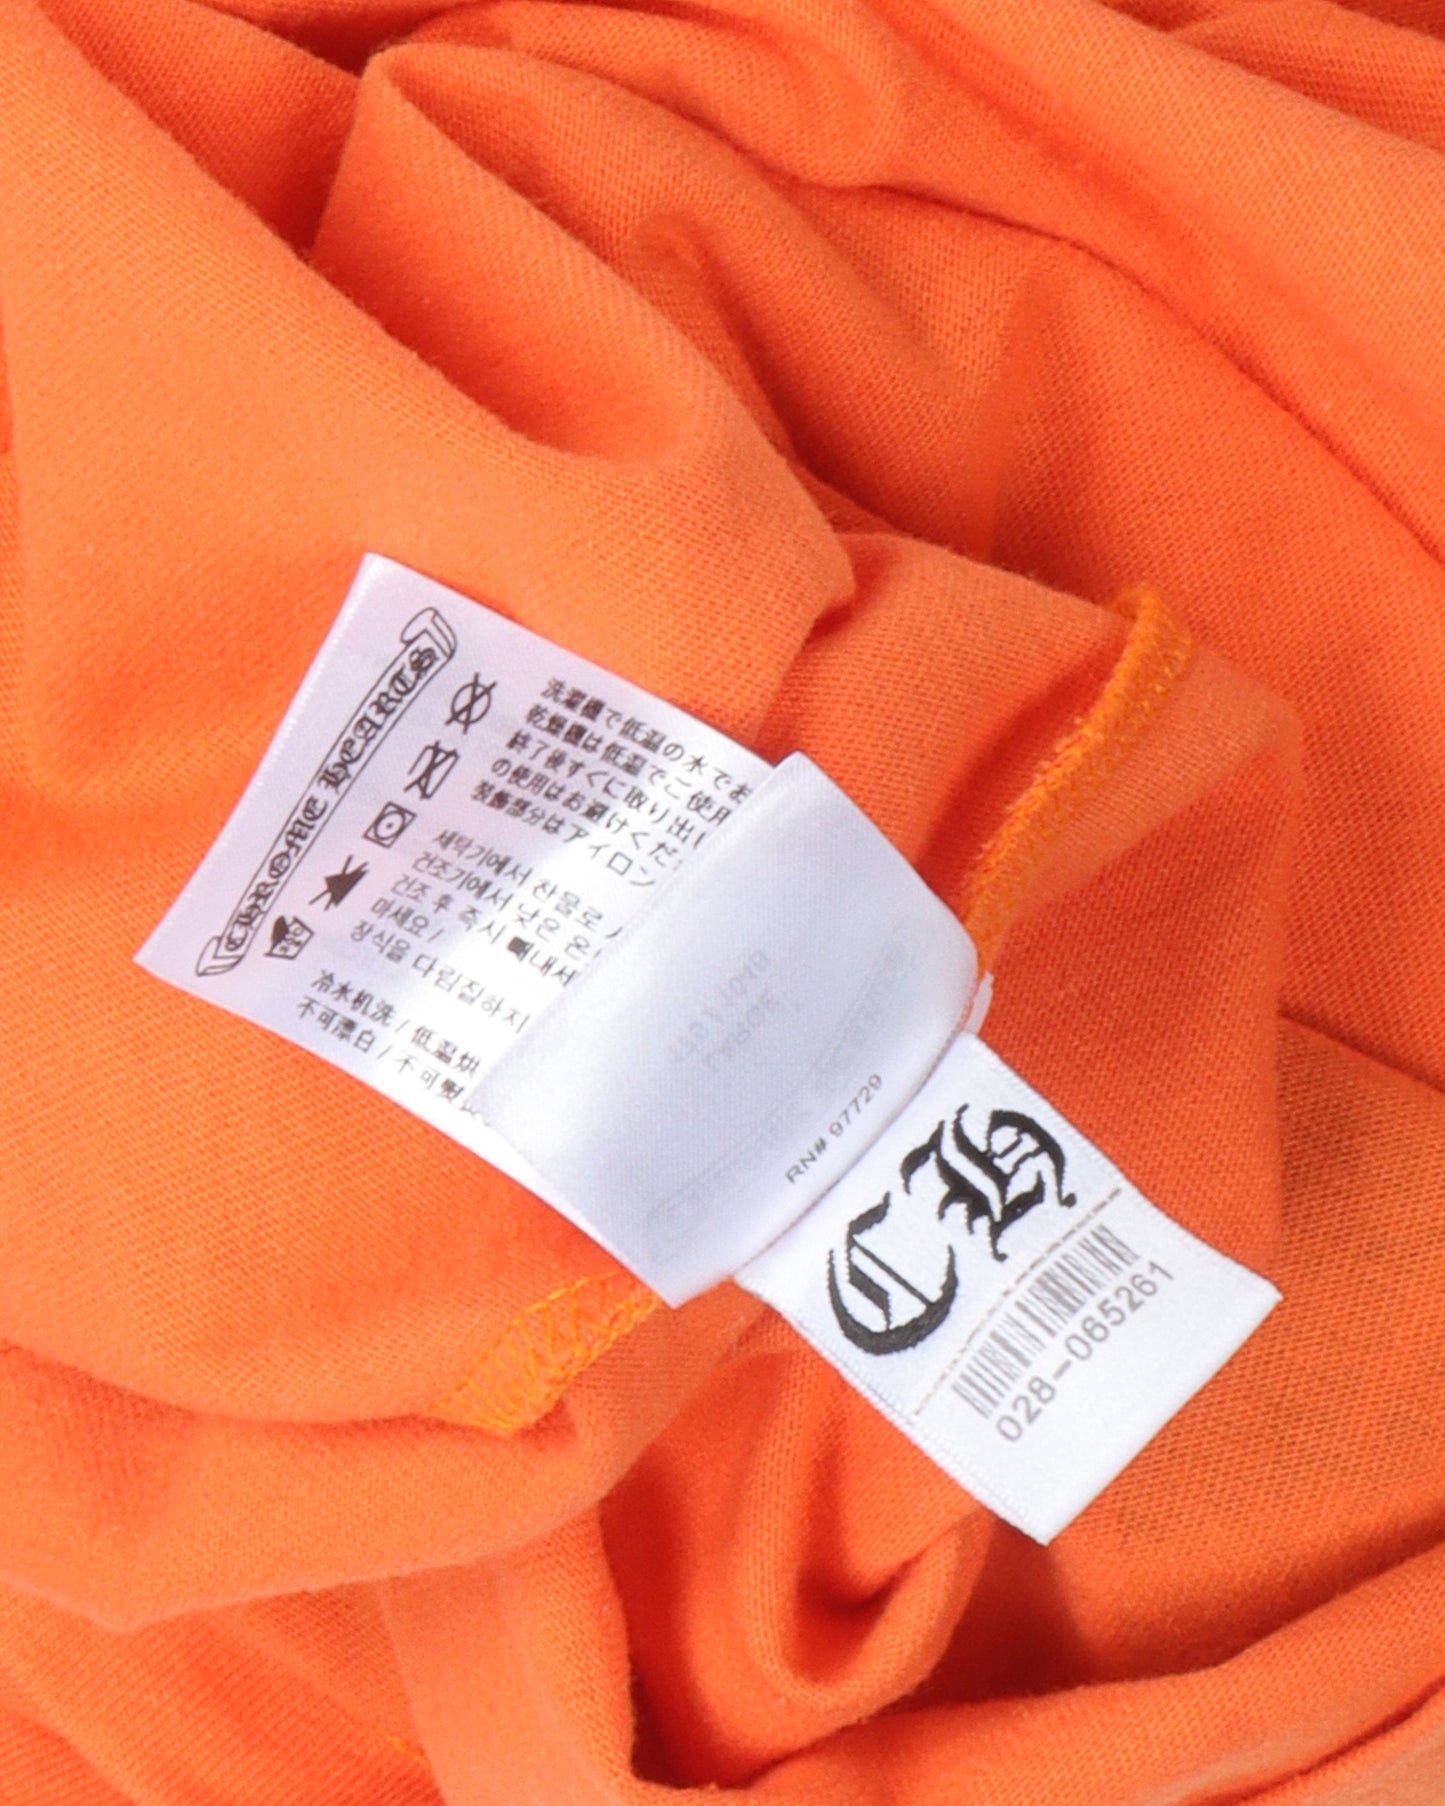 CHROME HEARTS
洗濯機で低温の水でお
乾燥機は低温でご使用
終了後すぐに取り出し
の使用はお避けくださ
装飾部分はアイロン
세탁기에서 찬물로
건조기에서 낮은 온
건조 후 즉시 빼내서
마세요 /
장식을 다림질하지
冷水机洗 / 低温烘
不可漂白 / 不可熨
RN# 97729
CH
028-065261